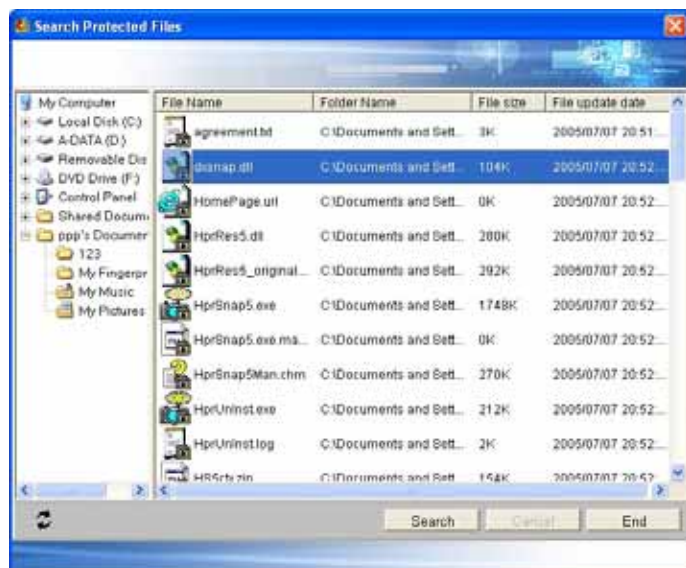 Search Protected Files
My Computer
Local Disk (C:)
A-DATA (D:)
Removable Dis
DVD Drive (F:)
Control Panel
Shared Docum
ppp's Documer
123
My Fingerpr
My Music
My Pictures
File Name Folder Name File size File update date
agreement.txt C:\Documents and Sett... 3K 2005/07/07 20:51...
dxsnap.dll C:\Documents and Sett... 104K 2005/07/07 20:52...
HomePage.url C:\Documents and Sett... 0K 2005/07/07 20:52...
HprRes5.dll C:\Documents and Sett... 280K 2005/07/07 20:52...
HprRes5_original... C:\Documents and Sett... 292K 2005/07/07 20:52...
HprSnap5.exe C:\Documents and Sett... 1748K 2005/07/07 20:52...
HprSnap5.exe.ma... C:\Documents and Sett... 0K 2005/07/07 20:52...
HprSnap5Man.chm C:\Documents and Sett... 270K 2005/07/07 20:52...
HprUninst.exe C:\Documents and Sett... 212K 2005/07/07 20:52...
HprUninst.log C:\Documents and Sett... 2K 2005/07/07 20:52...
C:\Documents and Sett... 154K 2005/07/07 20:52...
Search Cancel End